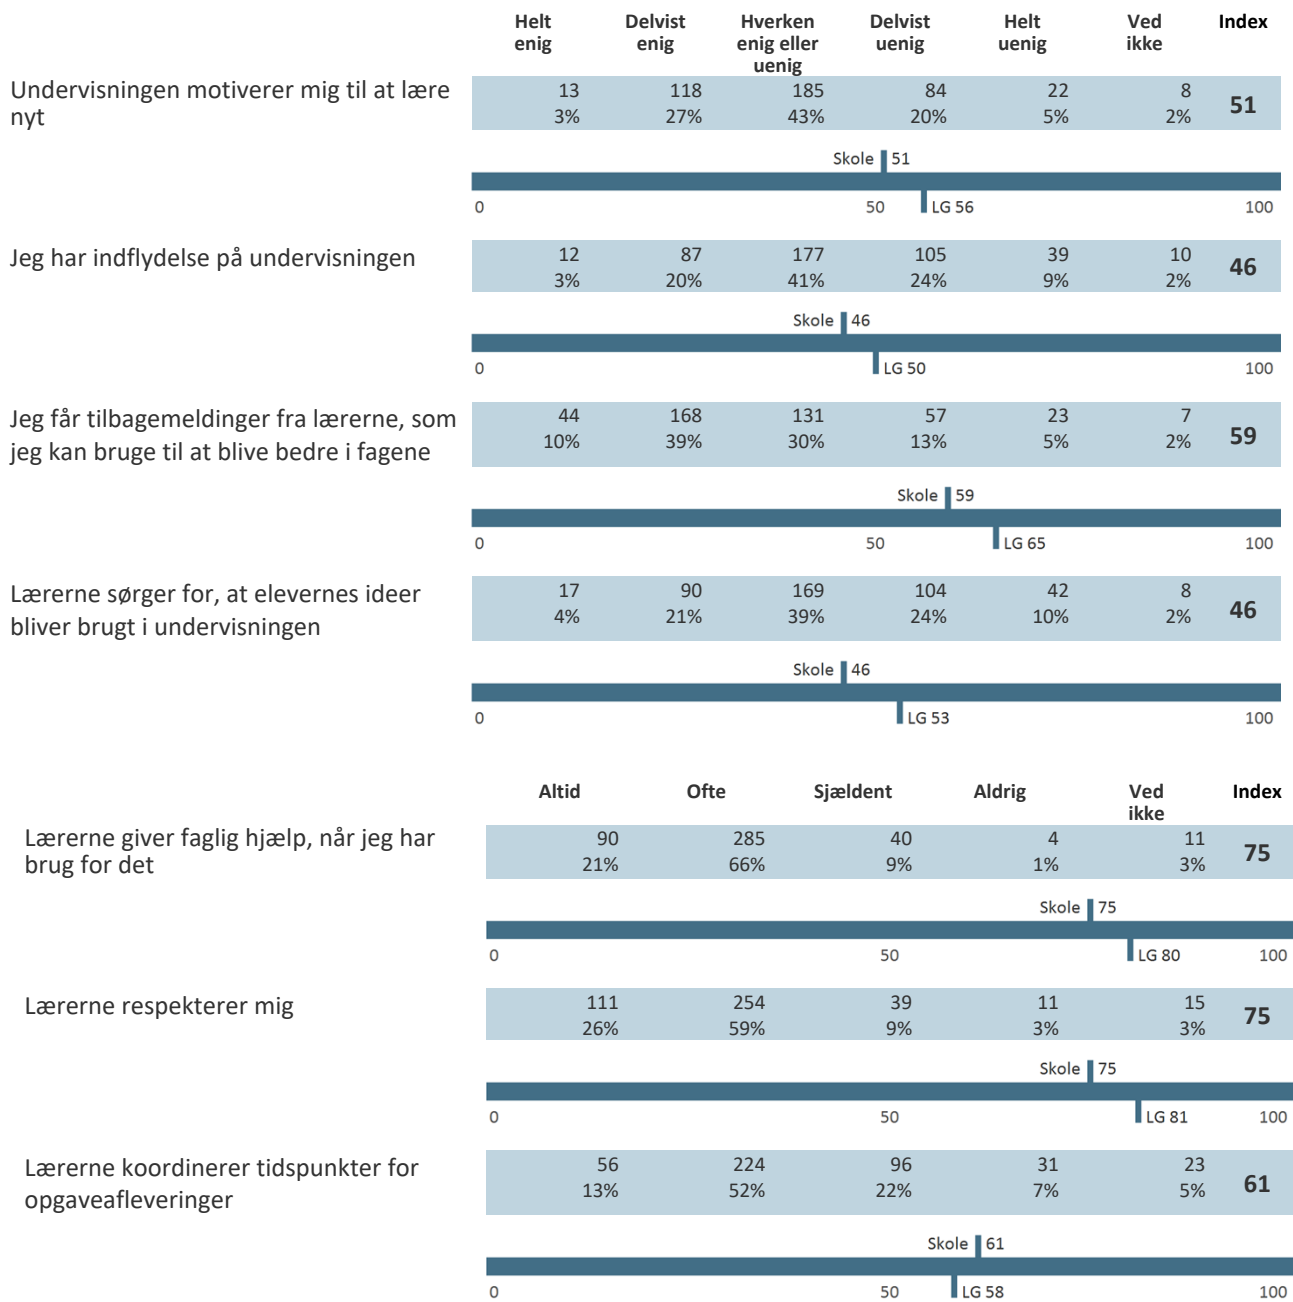 Helt Delvist Hverken Delvist Helt Ved Index
enig enig enig eller uenig uenig ikke
uenig
Undervisningen motiverer mig til at lære 13 118 185 84 22 8 51
nyt 3% 27% 43% 20% 5% 2%
Skole 51
0 50 LG 56 100
Jeg har indflydelse på undervisningen 12 87 177 105 39 10 46
3% 20% 41% 24% 9% 2%
Skole 46
0 LG 50 100
Jeg får tilbagemeldinger fra lærerne, som 44 168 131 57 23 7 59
jeg kan bruge til at blive bedre i fagene 10% 39% 30% 13% 5% 2%
Skole 59
0 50 LG 65 100
Lærerne sørger for, at elevernes ideer 17 90 169 104 42 8 46
bliver brugt i undervisningen 4% 21% 39% 24% 10% 2%
Skole 46
0 LG 53 100
Altid Ofte Sjældent Aldrig Ved Index
ikke
Lærerne giver faglig hjælp, når jeg har 90 285 40 4 11 75
brug for det 21% 66% 9% 1% 3%
Skole 75
0 50 LG 80 100
Lærerne respekterer mig 111 254 39 11 15 75
26% 59% 9% 3% 3%
Skole 75
0 50 LG 81 100
Lærerne koordinerer tidspunkter for 56 224 96 31 23 61
opgaveafleveringer 13% 52% 22% 7% 5%
Skole 61
0 50 LG 58 100